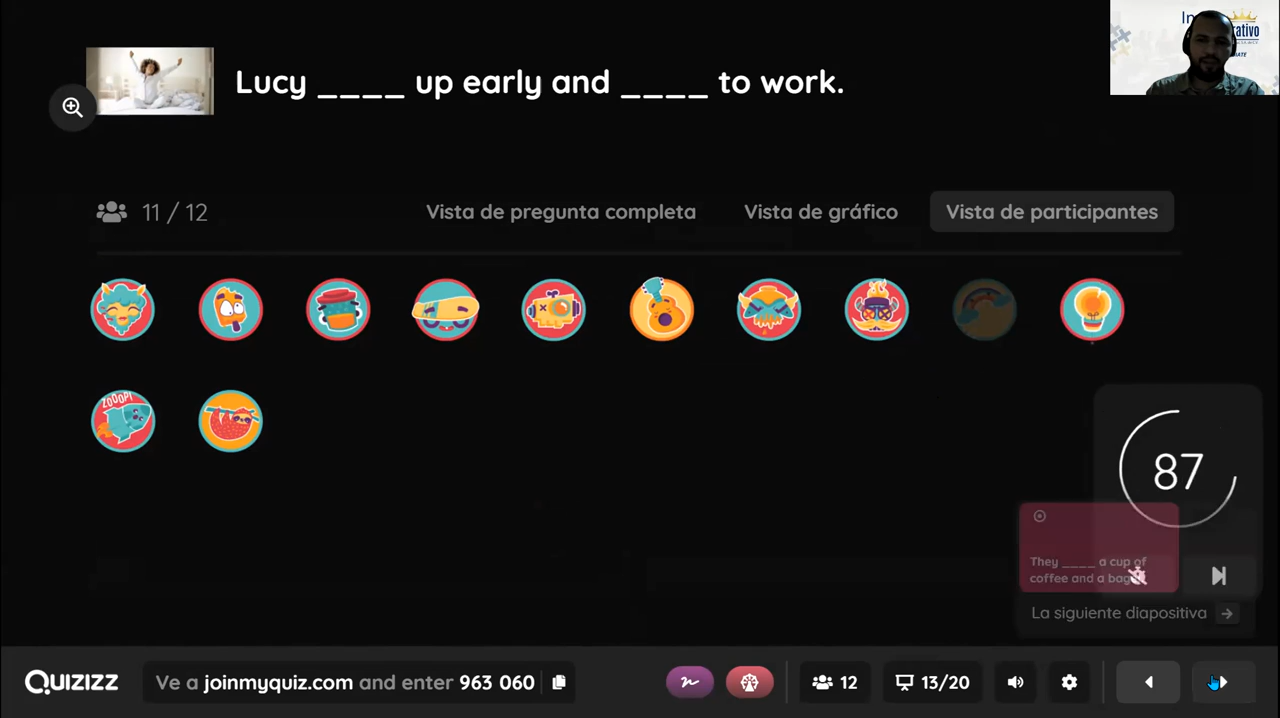 Lucy ____ up early and ____ to work.
11 / 12
Vista de pregunta completa
Vista de gráfico
Vista de participantes
ZOOOP!
87
They ____ a cup of
coffee and a
La siguiente diapositiva
Quizizz
Ve a joinmyquiz.com and enter 963 060
12
13/20